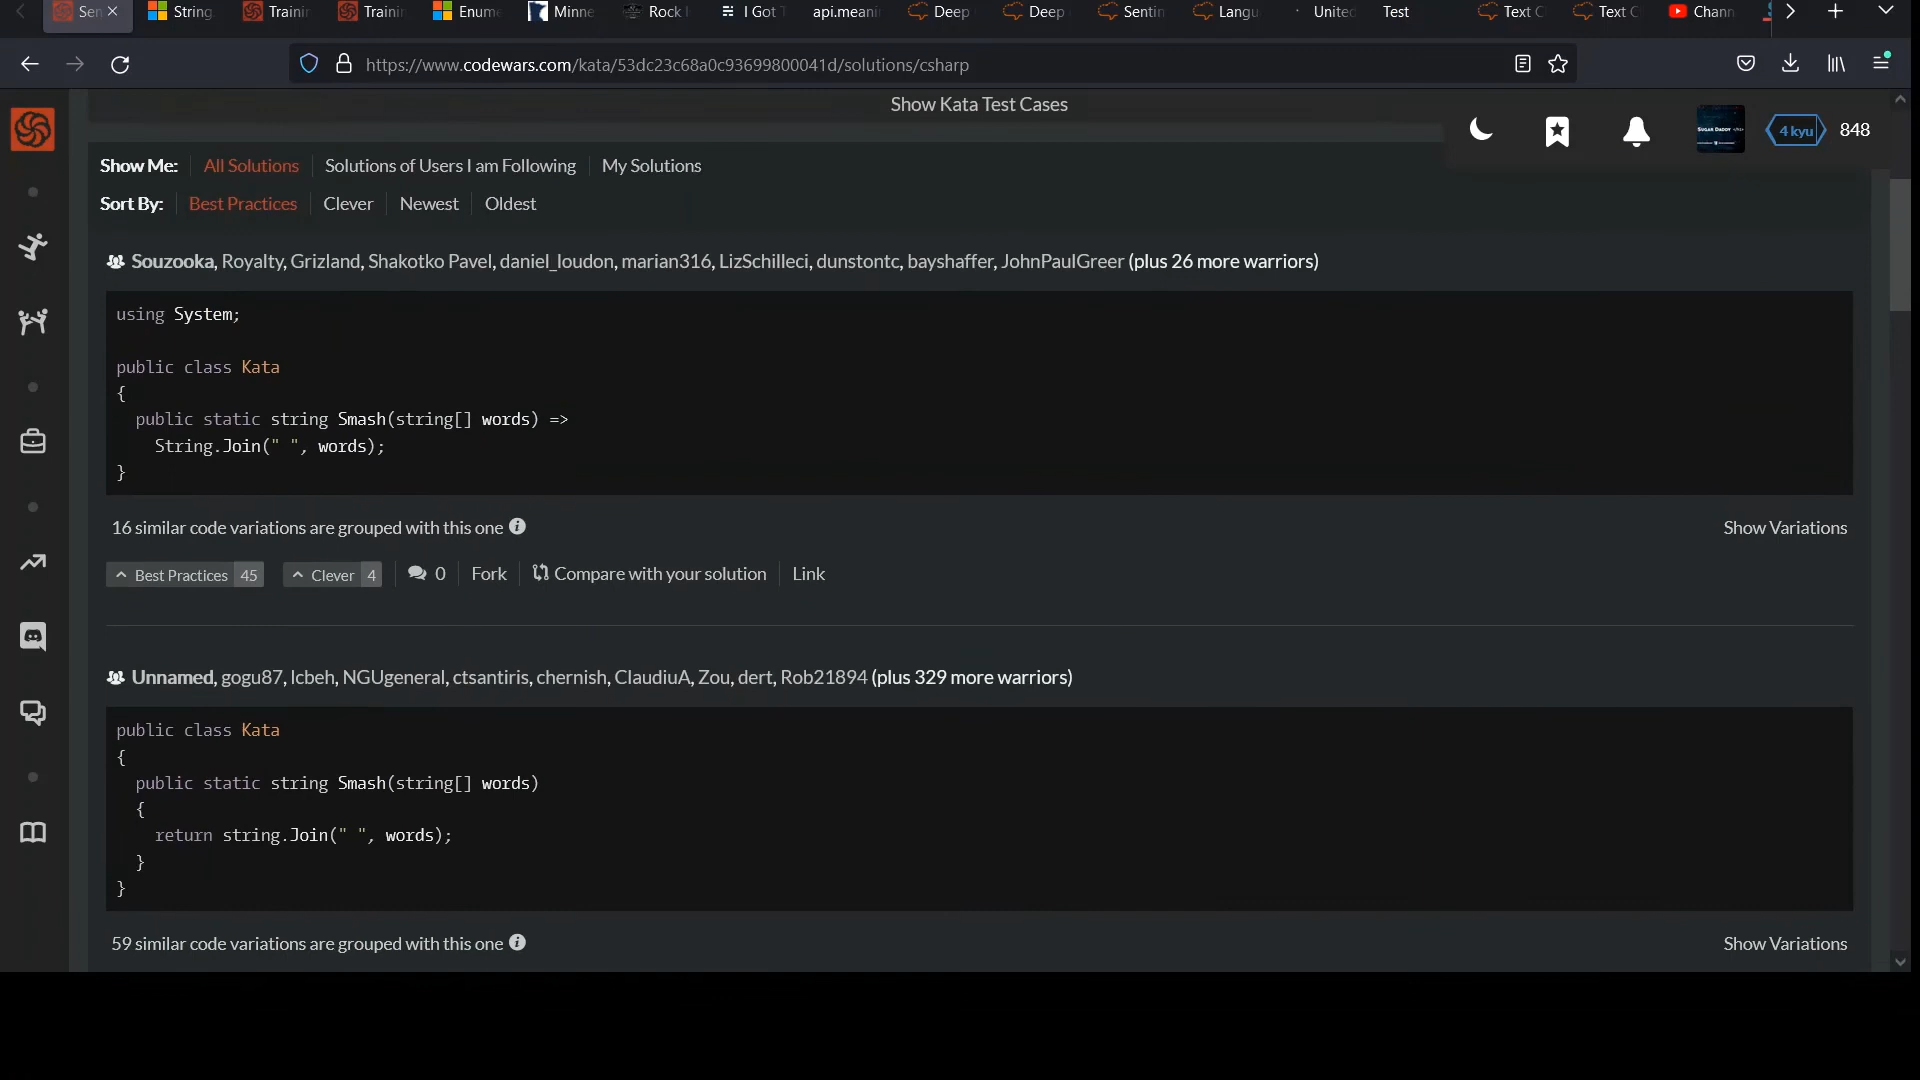 Sen
String.
Trainin
Trainin
Enume
Minne
Rock
I Got T
api.meani
Deep
Deep
Sentin
Langu
United
Test
Text C
Text C
Chann
https://www.codewars.com/kata/53dc23c68a0c93699800041d/solutions/csharp
Show Kata Test Cases
SUGAR DADDY </>
4 kyu 848
Show Me: All Solutions Solutions of Users I am Following My Solutions
Sort By: Best Practices Clever Newest Oldest
Souzooka, Royalty, Grizland, Shakotko Pavel, daniel_loudon, marian316, LizSchilleci, dunstontc, bayshaffer, JohnPaulGreer (plus 26 more warriors)
using System;
public class Kata
{
public static string Smash(string[] words) =>
String.Join(" ", words);
}
16 similar code variations are grouped with this one Show Variations
Best Practices 45 Clever 4 0 Fork Compare with your solution Link
Unnamed, gogu87, lcbeh, NGUgeneral, ctsantiris, chernish, ClaudiuA, Zou, dert, Rob21894 (plus 329 more warriors)
public class Kata
{
public static string Smash(string[] words)
{
return string.Join(" ", words);
}
}
59 similar code variations are grouped with this one Show Variations